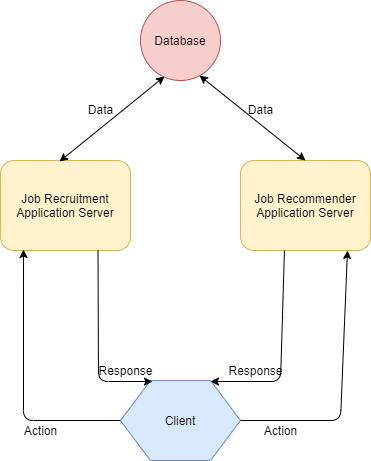 Database
Data
Data
Job Recruitment
Application Server
Job Recommender
Application Server
Response
Response
Client
Action
Action